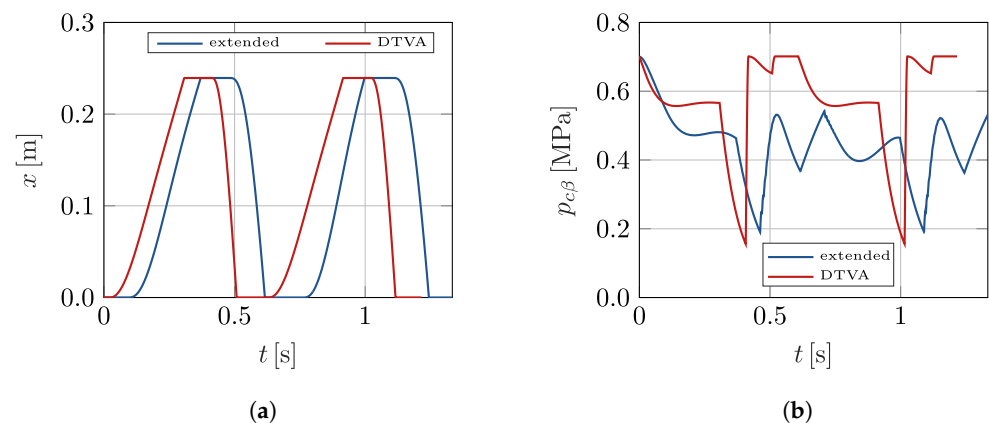 0.3
0.2
0.1
0.0
x [m]
extended
DTVA
0
0.5
1
t [s]
(a)
0.8
0.6
0.4
0.2
0.0
p_{cβ} [MPa]
extended
DTVA
0
0.5
1
t [s]
(b)